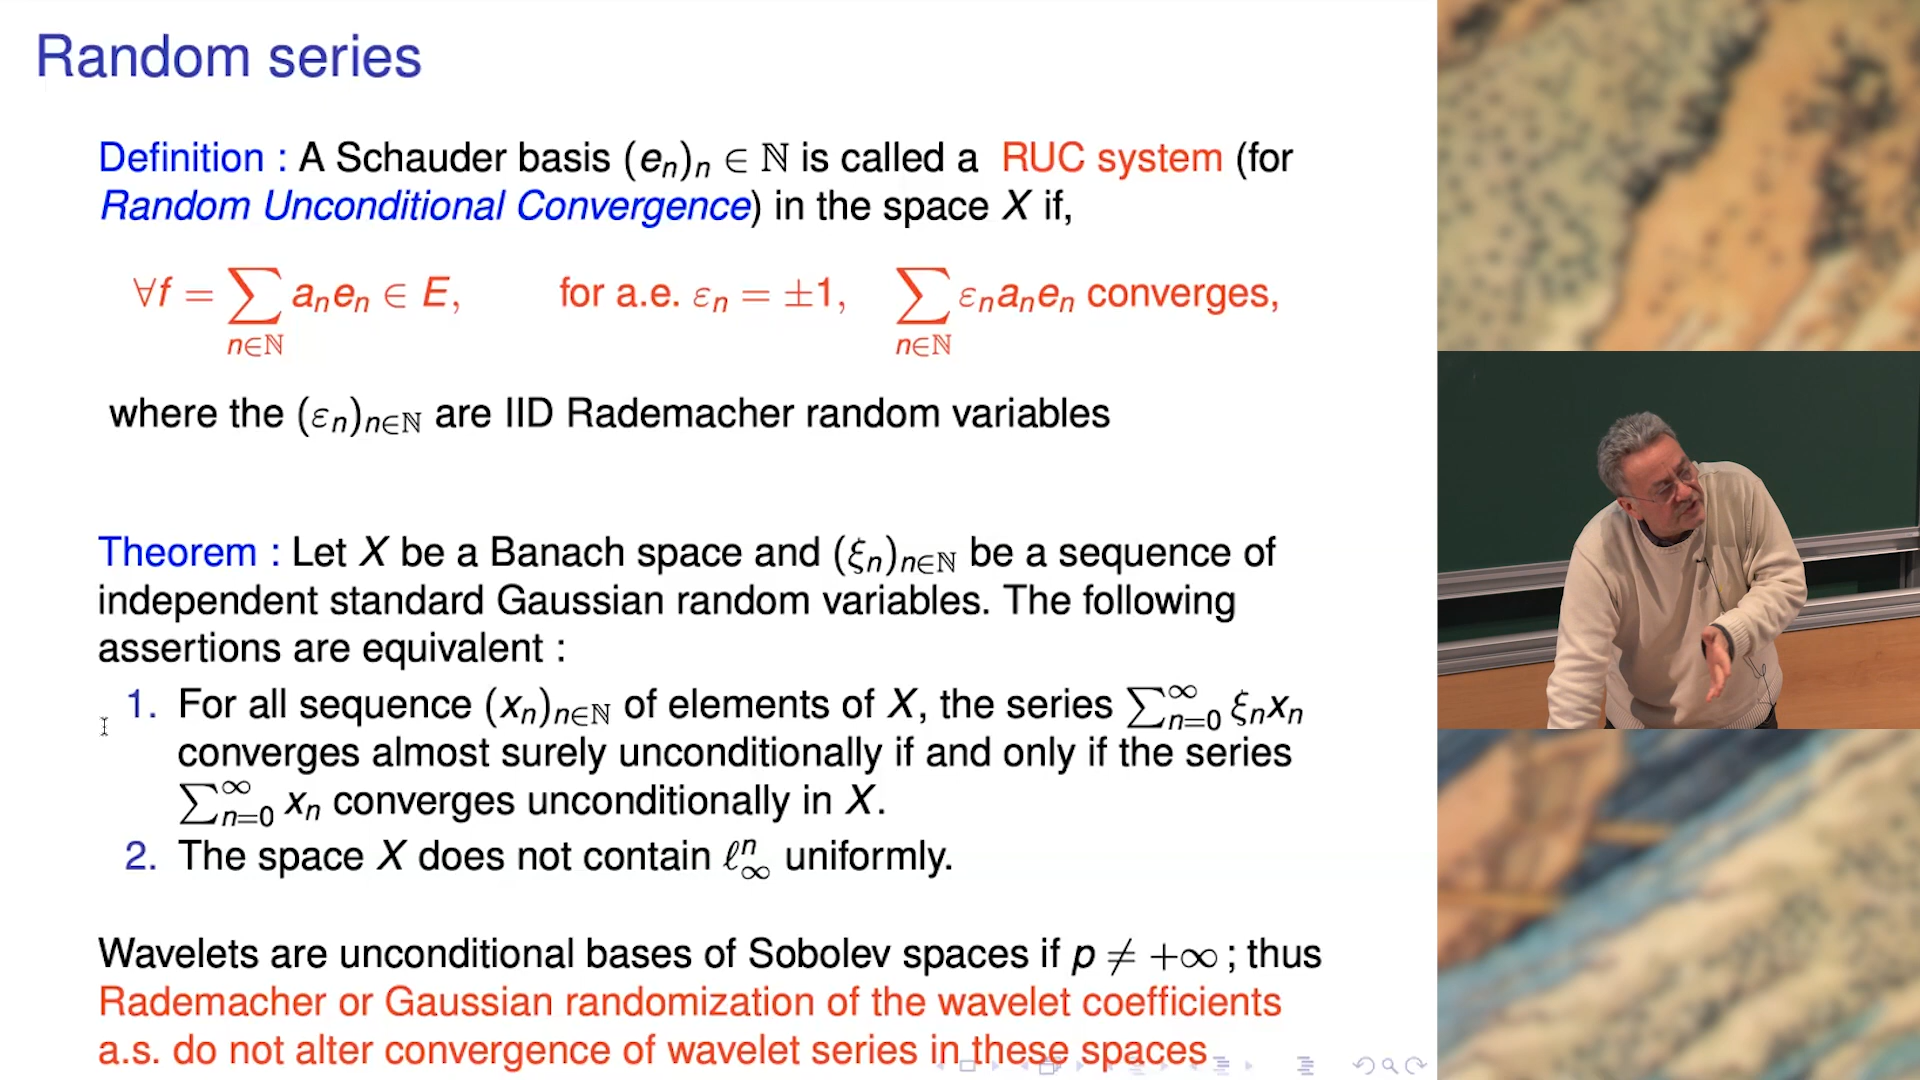 Random series
Definition : A Schauder basis (eₙ)ₙ ∈ ℕ is called a RUC system (for
Random Unconditional Convergence) in the space X if,
∀f = ∑_{n∈ℕ} aₙeₙ ∈ E, for a.e. εₙ = ±1, ∑_{n∈ℕ} εₙaₙeₙ converges,
where the (εₙ)_{n∈ℕ} are IID Rademacher random variables
Theorem : Let X be a Banach space and (ξₙ)_{n∈ℕ} be a sequence of
independent standard Gaussian random variables. The following
assertions are equivalent :
1. For all sequence (xₙ)_{n∈ℕ} of elements of X, the series ∑_{n=0}^{∞} ξₙxₙ
converges almost surely unconditionally if and only if the series
∑_{n=0}^{∞} xₙ converges unconditionally in X.
2. The space X does not contain ℓ_∞^n uniformly.
Wavelets are unconditional bases of Sobolev spaces if p ≠ +∞ ; thus
Rademacher or Gaussian randomization of the wavelet coefficients
a.s. do not alter convergence of wavelet series in these spaces